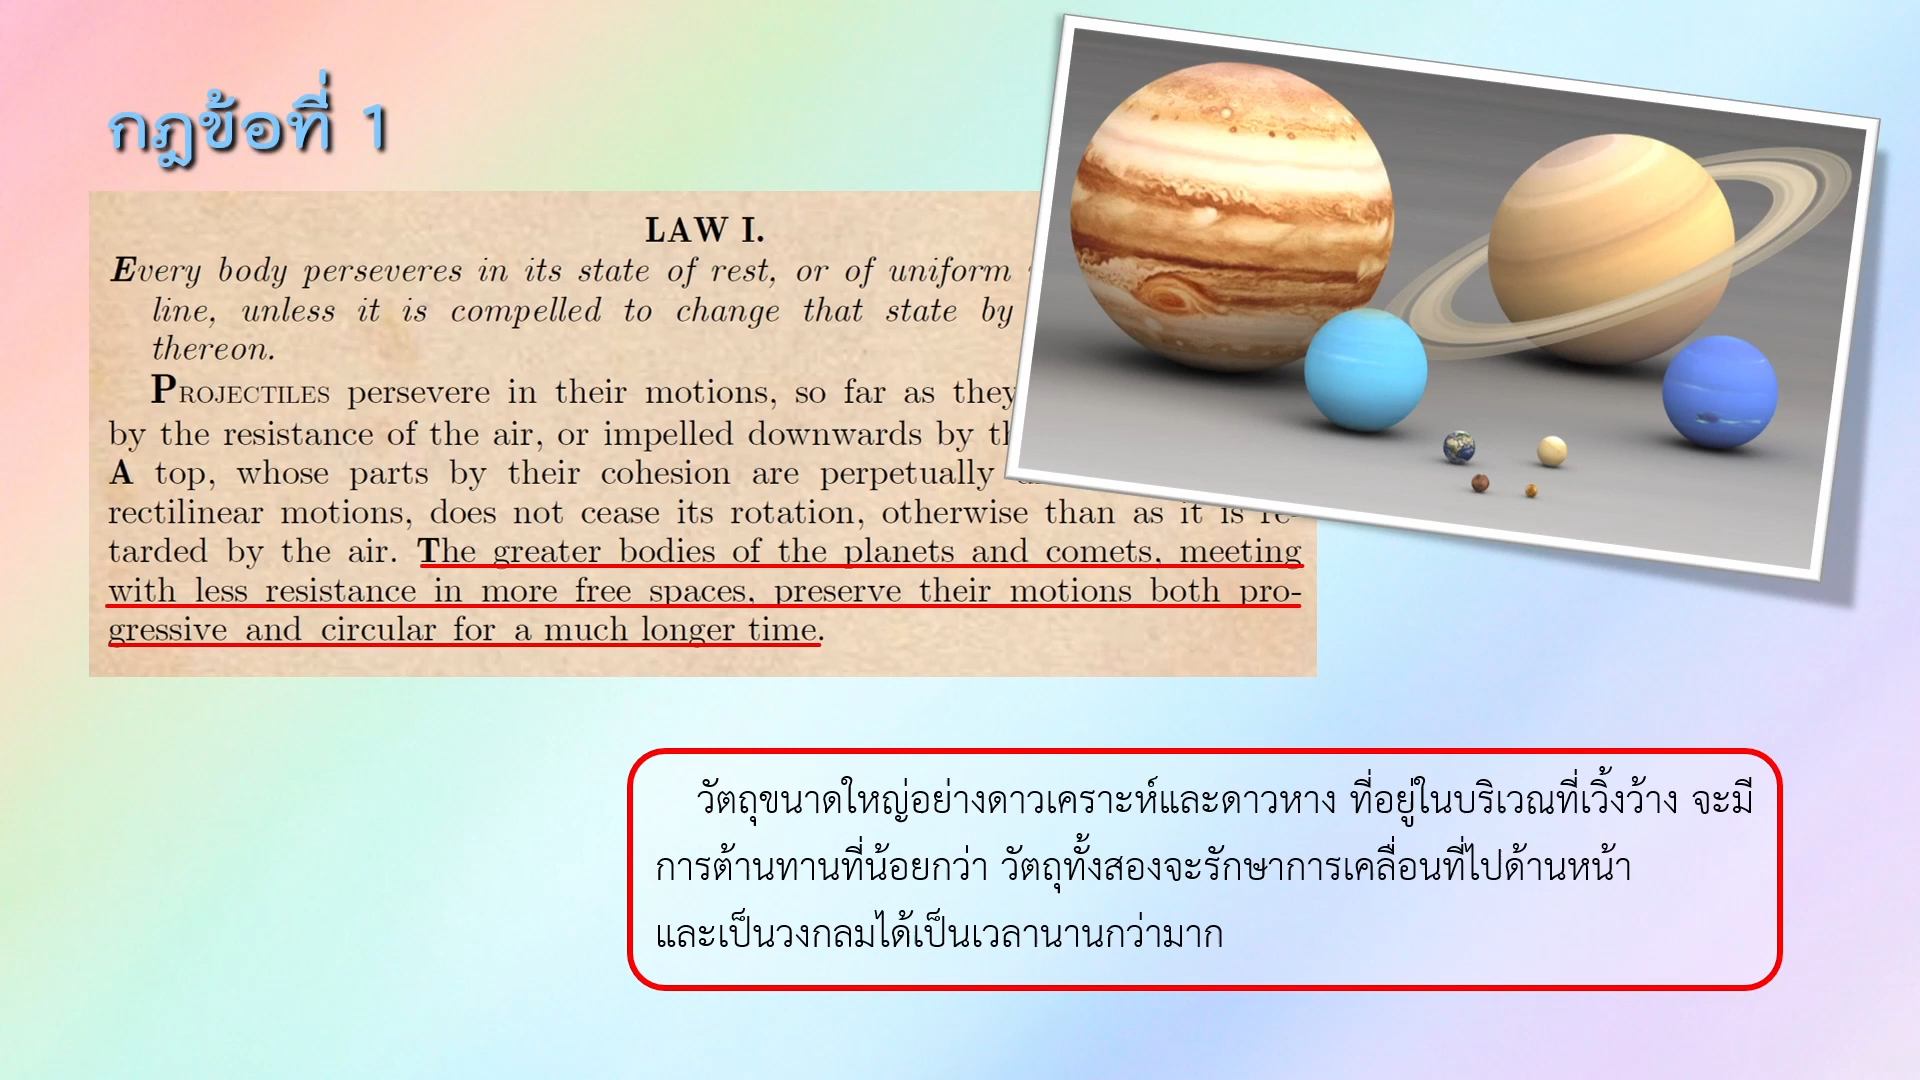 กฎข้อที่ 1
LAW I.
Every body perseveres in its state of rest, or of uniform
line, unless it is compelled to change that state by
thereon.
PROJECTILES persevere in their motions, so far as they
by the resistance of the air, or impelled downwards by
A top, whose parts by their cohesion are perpetually
rectilinear motions, does not cease its rotation, otherwise than as it is re-
tarded by the air. The greater bodies of the planets and comets, meeting
with less resistance in more free spaces, preserve their motions both pro-
gressive and circular for a much longer time.
วัตถุขนาดใหญ่อย่างดาวเคราะห์และดาวหาง ที่อยู่ในบริเวณที่เวิ้งว้าง จะมี
การต้านทานที่น้อยกว่า วัตถุทั้งสองจะรักษาการเคลื่อนที่ไปด้านหน้า
และเป็นวงกลมได้เป็นเวลานานกว่ามาก